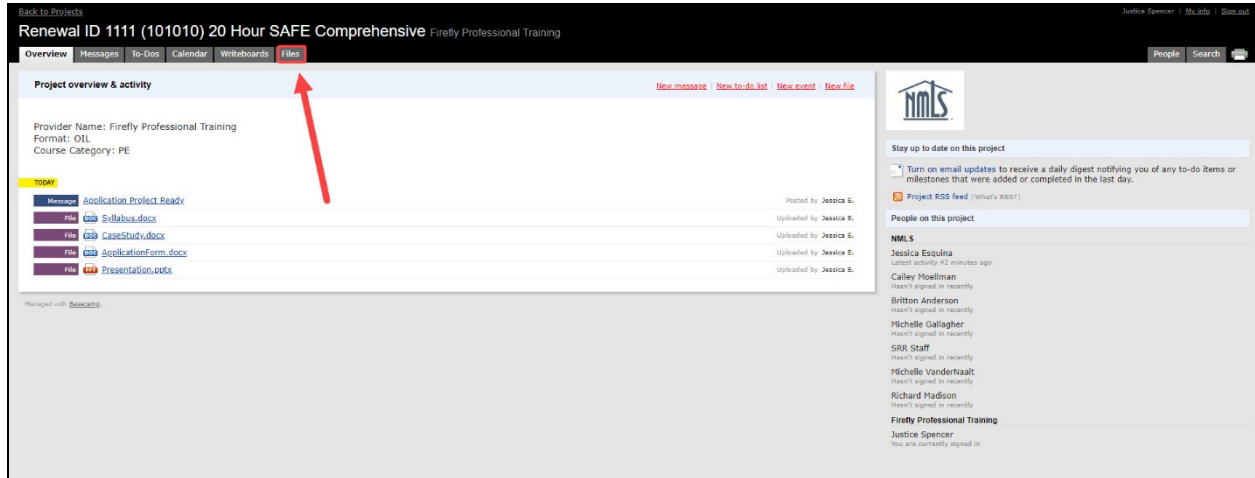 Back to Projects
Justice Spencer | My info | Sign out
Renewal ID 1111 (101010) 20 Hour SAFE Comprehensive Firefly Professional Training
Overview Messages To-Dos Calendar Writeboards Files People Search
Project overview & activity New message | New to-do list | New event | New file
Provider Name: Firefly Professional Training
Format: OIL
Course Category: PE
TODAY
Message Application Project Ready Posted by Jessica E.
File DOC Syllabus.docx Uploaded by Jessica E.
File DOC CaseStudy.docx Uploaded by Jessica E.
File DOC ApplicationForm.docx Uploaded by Jessica E.
File PPT Presentation.pptx Uploaded by Jessica E.
Managed with Basecamp.
NMLS
Stay up to date on this project
Turn on email updates to receive a daily digest notifying you of any to-do items or
milestones that were added or completed in the last day.
Project RSS feed (What's RSS?)
People on this project
NMLS
Jessica Esquina
Latest activity 42 minutes ago
Cailey Moellman
Hasn't signed in recently
Britton Anderson
Hasn't signed in recently
Michelle Gallagher
Hasn't signed in recently
SRR Staff
Hasn't signed in recently
Michelle VanderNaalt
Hasn't signed in recently
Richard Madison
Hasn't signed in recently
Firefly Professional Training
Justice Spencer
You are currently signed in